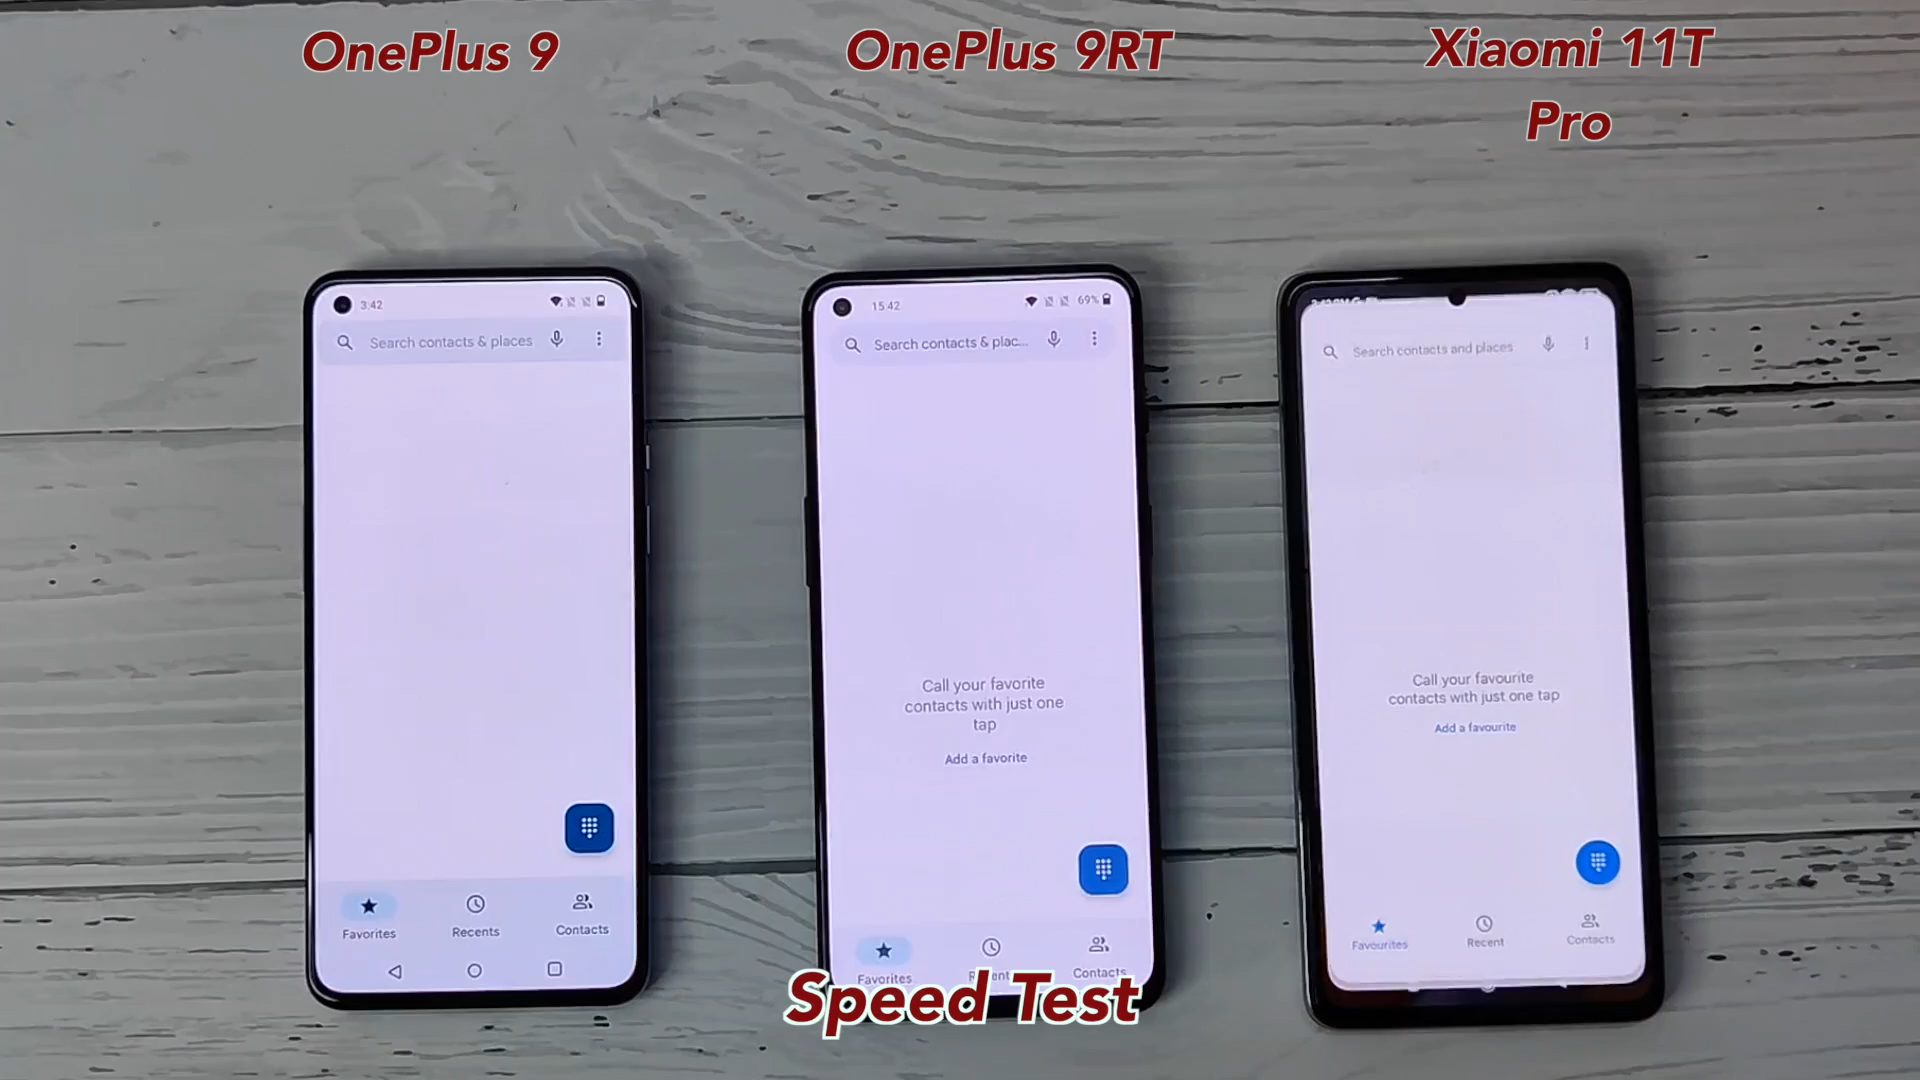 OnePlus 9
OnePlus 9RT
Xiaomi 11T
Pro
3:42
Search contacts & places
Favorites
Recents
Contacts
15:42
69%
Search contacts & plac...
Call your favorite
contacts with just one
tap
Add a favorite
Favorites
Contacts
Search contacts and places
Call your favourite
contacts with just one tap
Add a favourite
Favourites
Recent
Contacts
Speed Test